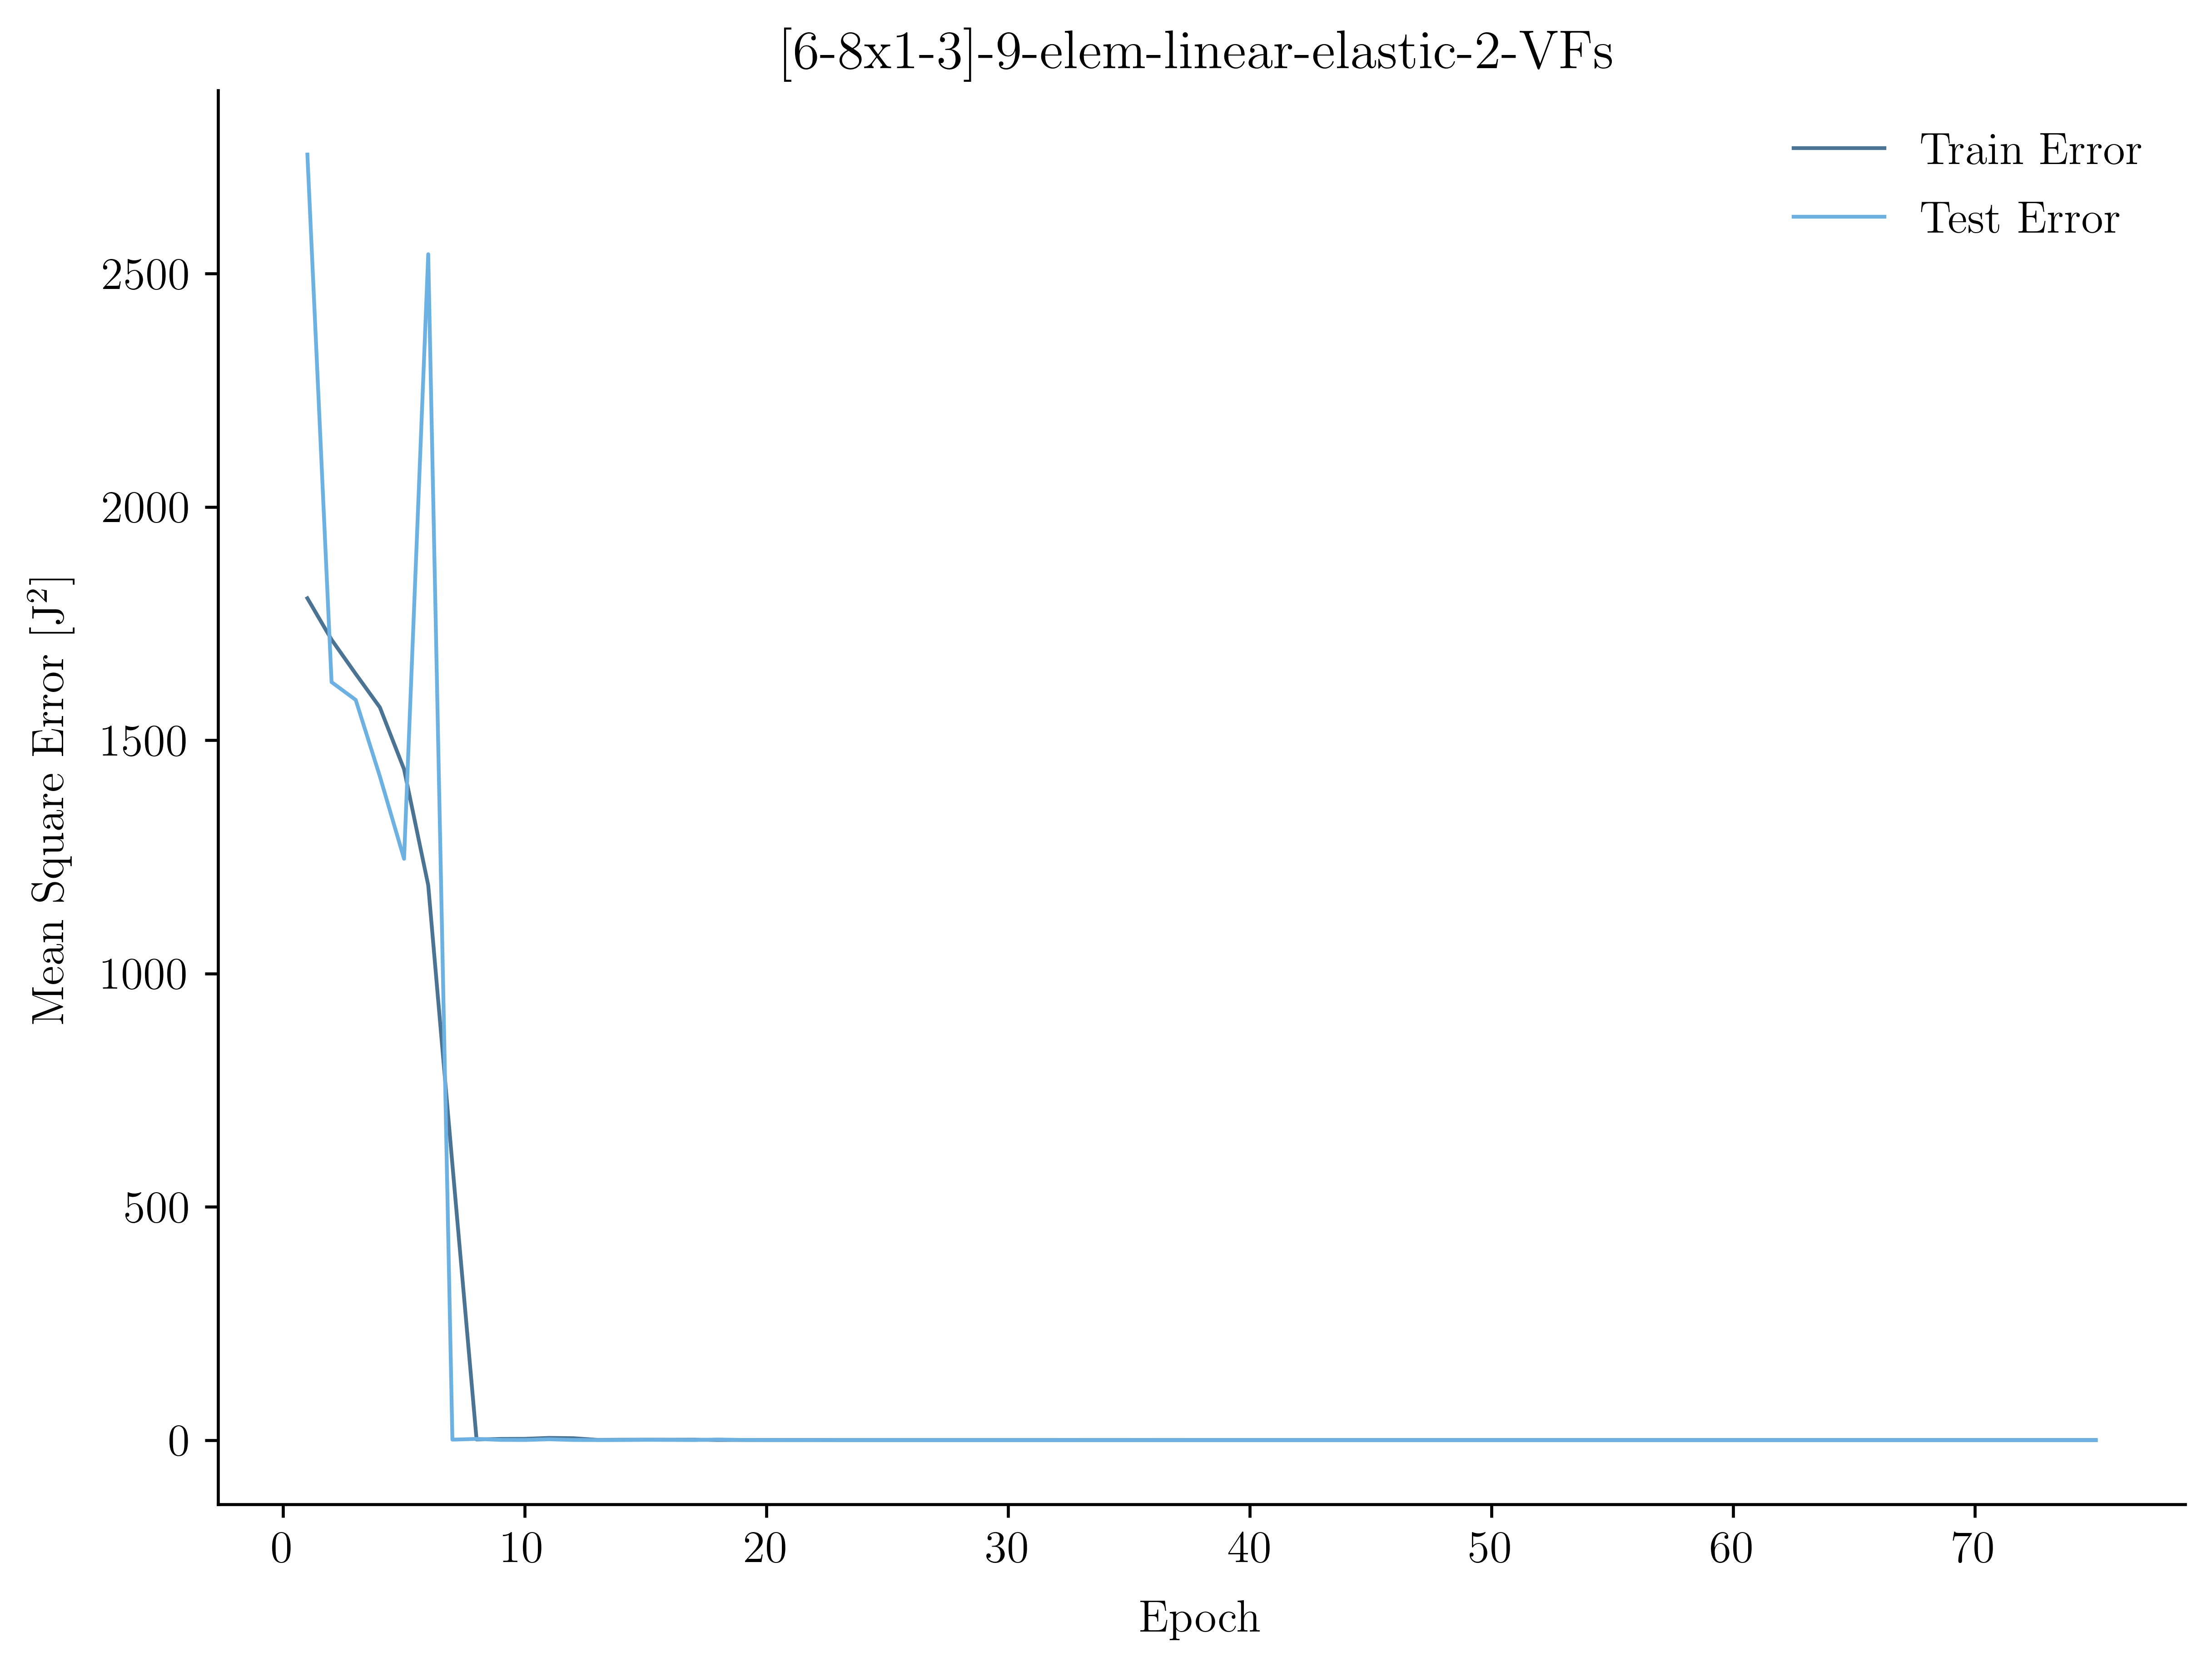 [6-8x1-3]-9-elem-linear-elastic-2-VFs
Train Error
Test Error
Mean Square Error [J²]
2500
2000
1500
1000
500
0
0 10 20 30 40 50 60 70
Epoch